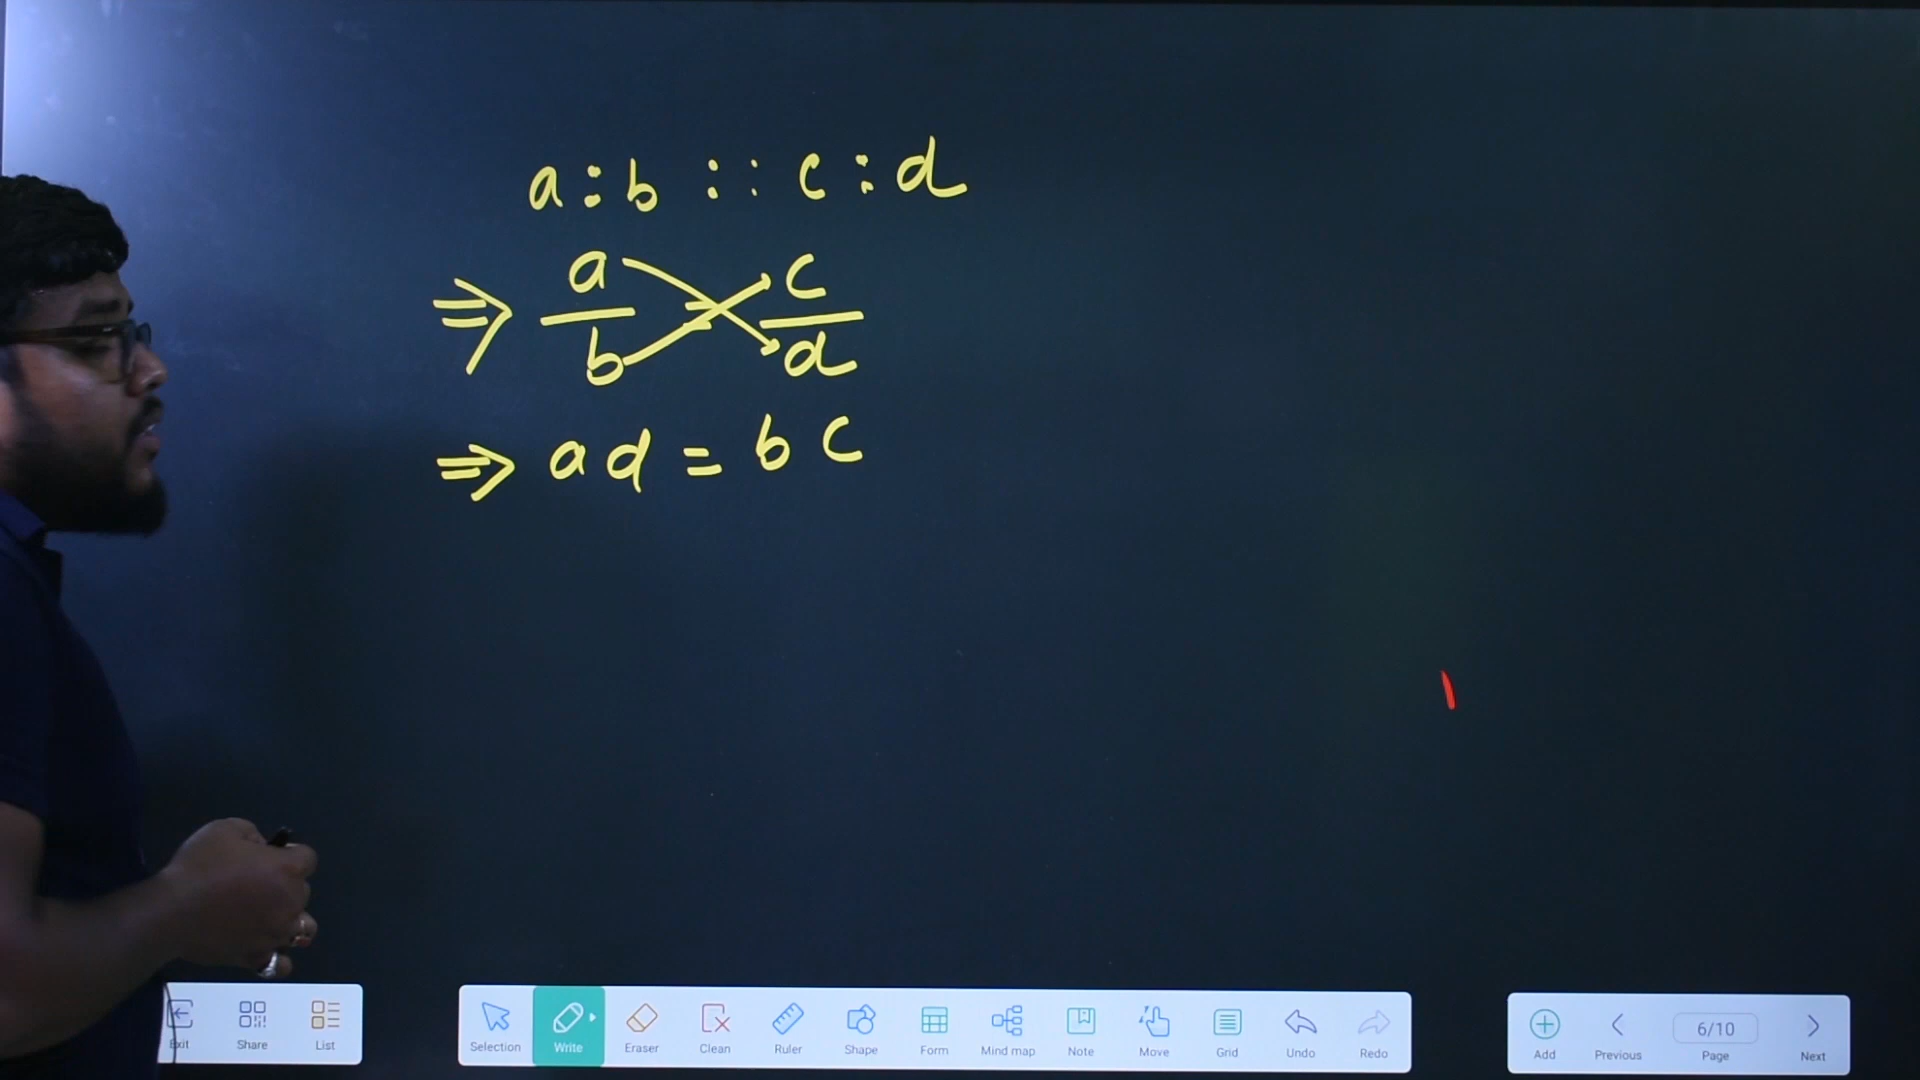 a : b : : c : d
⇒ a/b = c/d
⇒ ad = bc
Exit Share List
Selection Write Eraser Clean Ruler Shape Form Mind map Note Move Grid Undo Redo
Add Previous 6/10 Page Next